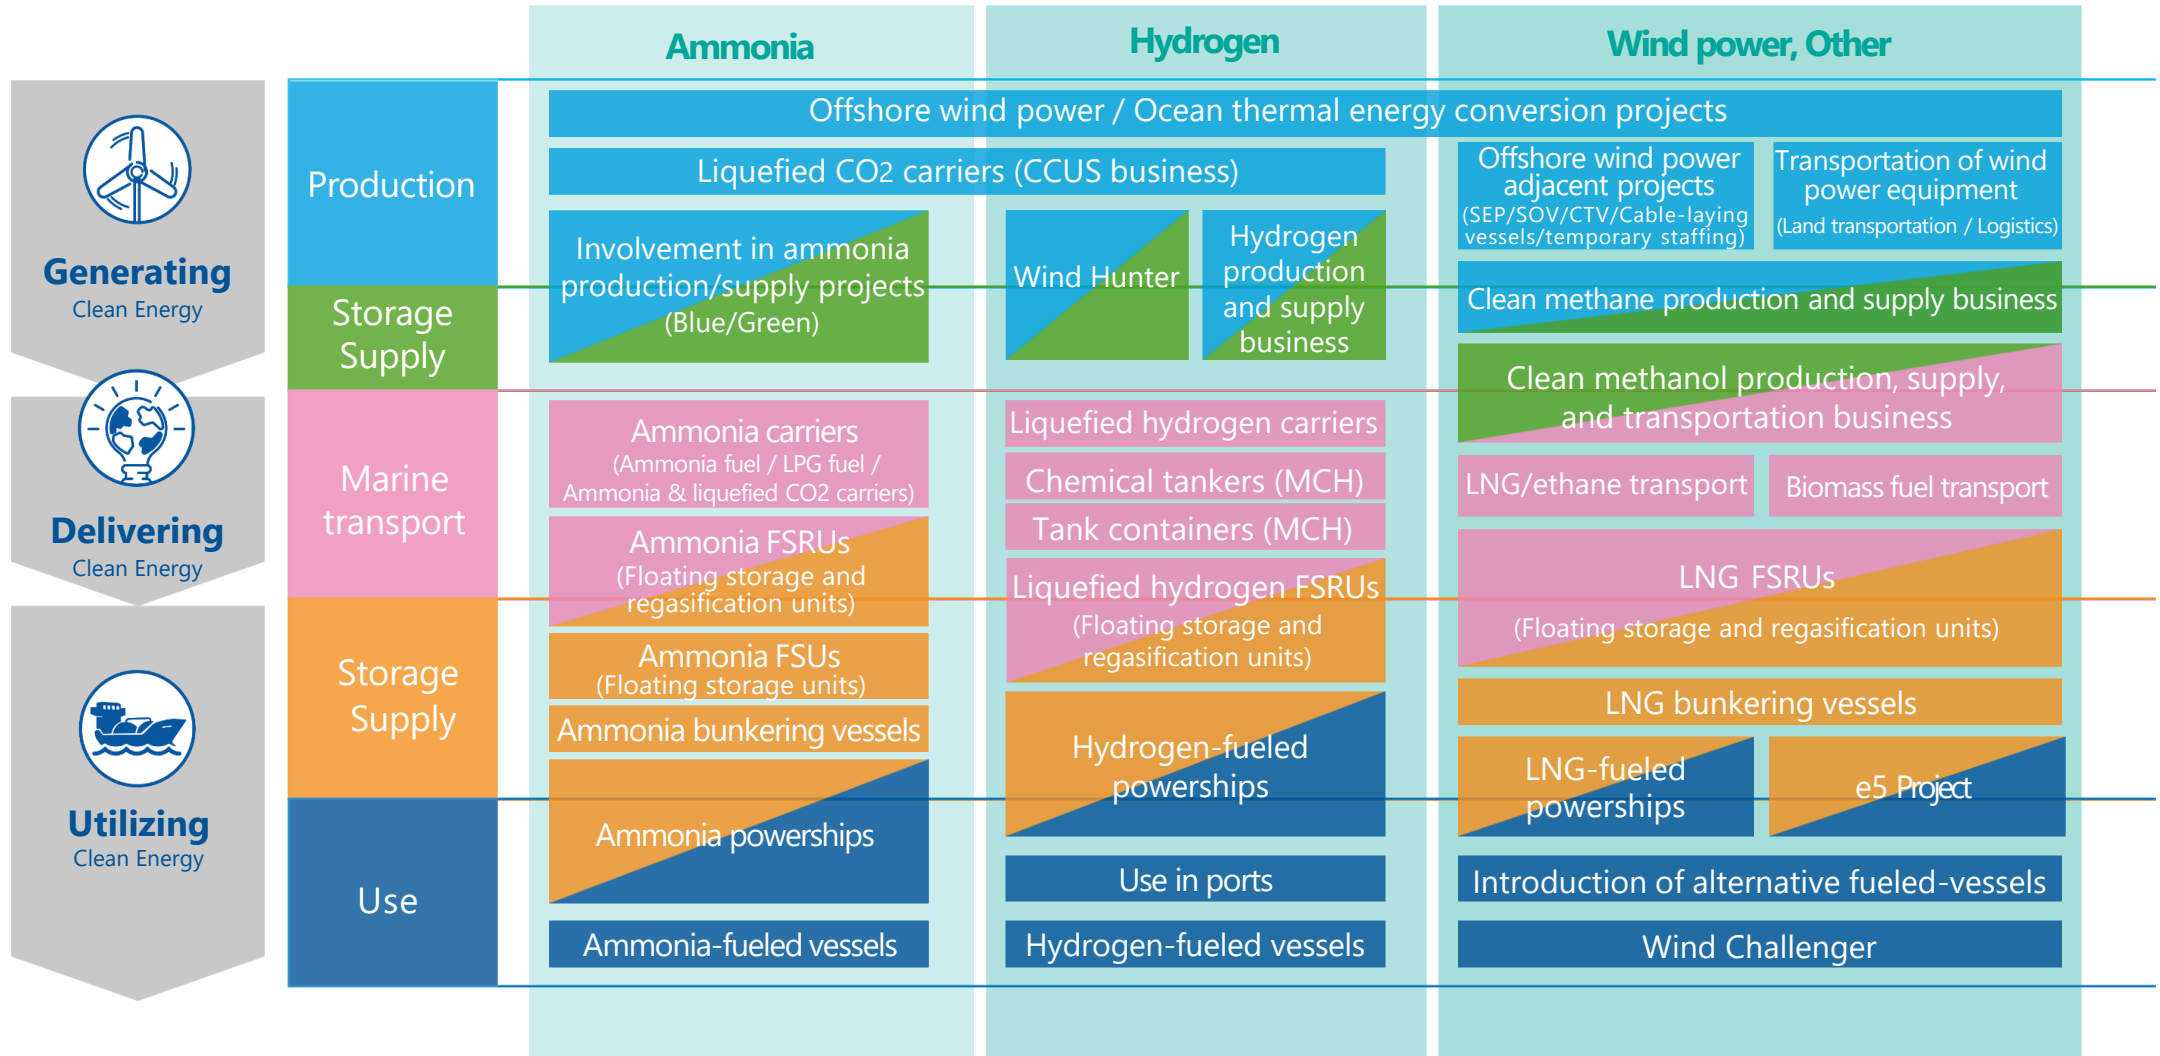 Ammonia
Hydrogen
Wind power, Other
Generating
Clean Energy
Delivering
Clean Energy
Utilizing
Clean Energy
Production
Storage
Supply
Marine
transport
Storage
Supply
Use
Offshore wind power / Ocean thermal energy conversion projects
Liquefied CO2 carriers (CCUS business)
Involvement in ammonia
production/supply projects
(Blue/Green)
Wind Hunter
Hydrogen
production
and supply
business
Offshore wind power
adjacent projects
(SEP/SOV/CTV/Cable-laying
vessels/temporary staffing)
Transportation of wind
power equipment
(Land transportation / Logistics)
Clean methane production and supply business
Clean methanol production, supply,
and transportation business
Ammonia carriers
(Ammonia fuel / LPG fuel /
Ammonia & liquefied CO2 carriers)
Ammonia FSRUs
(Floating storage and
regasification units)
Ammonia FSUs
(Floating storage units)
Ammonia bunkering vessels
Ammonia powerships
Ammonia-fueled vessels
Liquefied hydrogen carriers
Chemical tankers (MCH)
Tank containers (MCH)
Liquefied hydrogen FSRUs
(Floating storage and
regasification units)
Hydrogen-fueled
powerships
Use in ports
Hydrogen-fueled vessels
LNG/ethane transport
Biomass fuel transport
LNG FSRUs
(Floating storage and regasification units)
LNG bunkering vessels
LNG-fueled
powerships
e5 Project
Introduction of alternative fueled-vessels
Wind Challenger